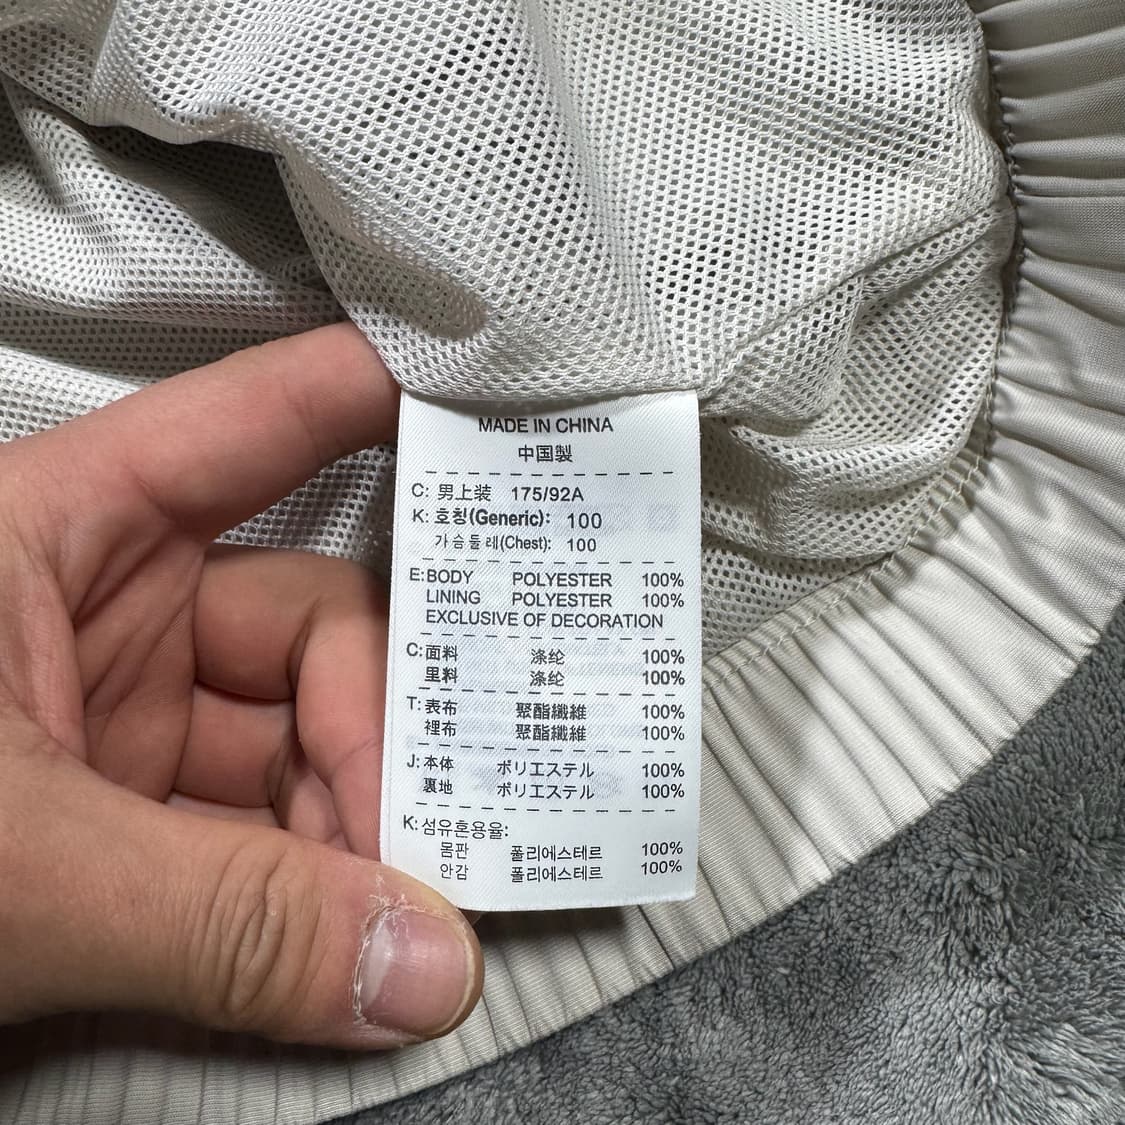 MADE IN CHINA
中国製
C: 男上装 175/92A
K: 호칭(Generic): 100
가슴둘레(Chest): 100
E: BODY POLYESTER 100%
LINING POLYESTER 100%
EXCLUSIVE OF DECORATION
C: 面料 涤纶 100%
里料 涤纶 100%
T: 表布 聚酯纖維 100%
裡布 聚酯纖維 100%
J: 本体 ポリエステル 100%
裏地 ポリエステル 100%
K: 섬유혼용율:
몸판 폴리에스테르 100%
안감 폴리에스테르 100%